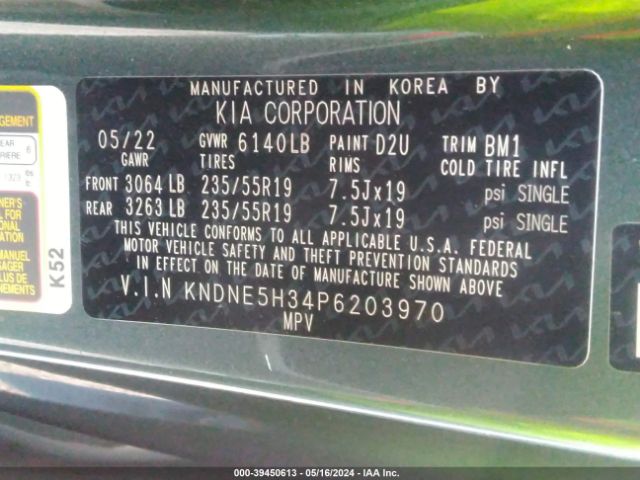 MANUFACTURED IN KOREA BY
KIA CORPORATION
05/22 GVWR 6140LB PAINT D2U TRIM BM1
GAWR TIRES RIMS COLD TIRE INFL
FRONT 3064 LB 235/55R19 7.5Jx19 psi SINGLE
REAR 3263 LB 235/55R19 7.5Jx19 psi SINGLE
THIS VEHICLE CONFORMS TO ALL APPLICABLE U.S.A. FEDERAL
MOTOR VEHICLE SAFETY AND THEFT PREVENTION STANDARDS
IN EFFECT ON THE DATE OF MANUFACTURE SHOWN ABOVE.
V.I.N KNDNE5H34P6203970
MPV
K52
000-39450613 - 05/16/2024 - IAA Inc.